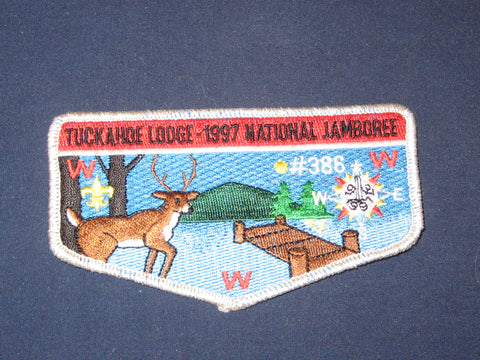 TUCKAHOE LODGE - 1997 NATIONAL JAMBOREE
#386
W W
W E
W